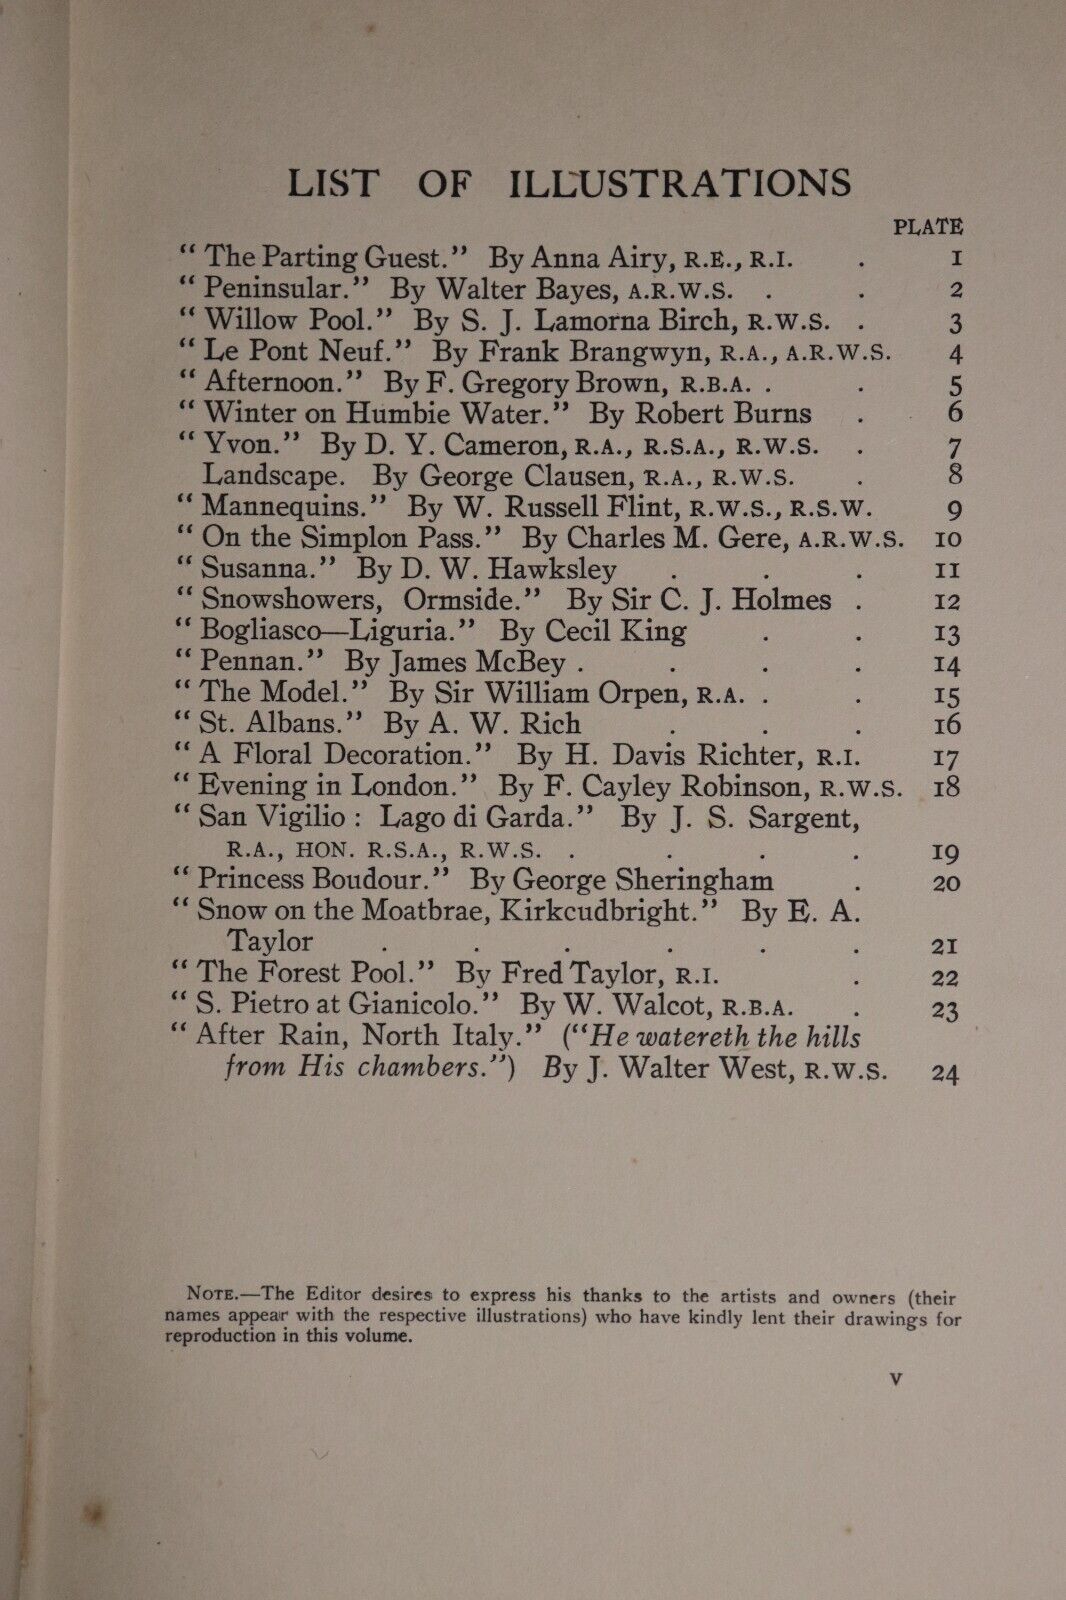 LIST OF ILLUSTRATIONS
PLATE
“ The Parting Guest.” By Anna Airy, R.E., R.I. . 1
“ Peninsular.” By Walter Bayes, A.R.W.S. . . 2
“ Willow Pool.” By S. J. Lamorna Birch, R.W.S. . 3
“ Le Pont Neuf.” By Frank Brangwyn, R.A., A.R.W.S. 4
“ Afternoon.” By F. Gregory Brown, R.B.A. . . 5
“ Winter on Humbie Water.” By Robert Burns . . 6
“ Yvon.” By D. Y. Cameron, R.A., R.S.A., R.W.S. . 7
Landscape. By George Clausen, R.A., R.W.S. . 8
“ Mannequins.” By W. Russell Flint, R.W.S., R.S.W. 9
“ On the Simplon Pass.” By Charles M. Gere, A.R.W.S. 10
“ Susanna.” By D. W. Hawksley . . . 11
“ Snowshowers, Ormside.” By Sir C. J. Holmes . 12
“ Bogliasco—Liguria.” By Cecil King . . 13
“ Pennan.” By James McBey . . . . 14
“ The Model.” By Sir William Orpen, R.A. . . 15
“ St. Albans.” By A. W. Rich . . . 16
“ A Floral Decoration.” By H. Davis Richter, R.I. 17
“ Evening in London.” By F. Cayley Robinson, R.W.S. 18
“ San Vigilio : Lago di Garda.” By J. S. Sargent,
R.A., HON. R.S.A., R.W.S. . . . . 19
“ Princess Boudour.” By George Sheringham . 20
“ Snow on the Moatbrae, Kirkcudbright.” By E. A.
Taylor . . . . . . 21
“ The Forest Pool.” By Fred Taylor, R.I. . 22
“ S. Pietro at Gianicolo.” By W. Walcot, R.B.A. . 23
“ After Rain, North Italy.” (“He watereth the hills
from His chambers.”) By J. Walter West, R.W.S. 24
NOTE.—The Editor desires to express his thanks to the artists and owners (their
names appear with the respective illustrations) who have kindly lent their drawings for
reproduction in this volume.
V